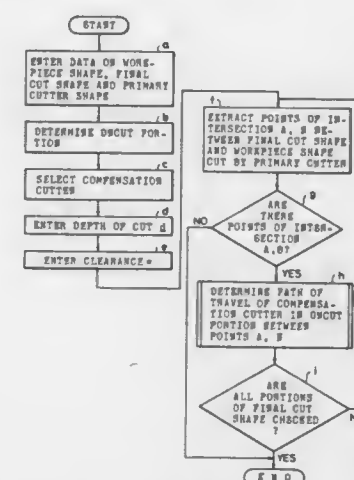 START
a
ENTER DATA ON WORK-
PIECE SHAPE, FINAL
CUT SHAPE AND PRIMARY
CUTTER SHAPE
b
DETERMINE UNCUT POR-
TION
c
SELECT COMPENSATION
CUTTER
d
ENTER DEPTH OF CUT d
e
ENTER CLEARANCE
f
EXTRACT POINTS OF IN-
TERSECTION A, B BE-
TWEEN FINAL CUT SHAPE
AND WORKPIECE SHAPE
CUT BY PRIMARY CUTTER
g
ARE
THERE
POINTS OF INTER-
SECTION
A,B?
NO
YES
h
DETERMINE PATH OF
TRAVEL OF COMPENSA-
TION CUTTER IN UNCUT
PORTION BETWEEN
POINTS A, B
i
ARE
ALL PORTIONS
OF FINAL CUT
SHAPE CHECKED
?
YES
END